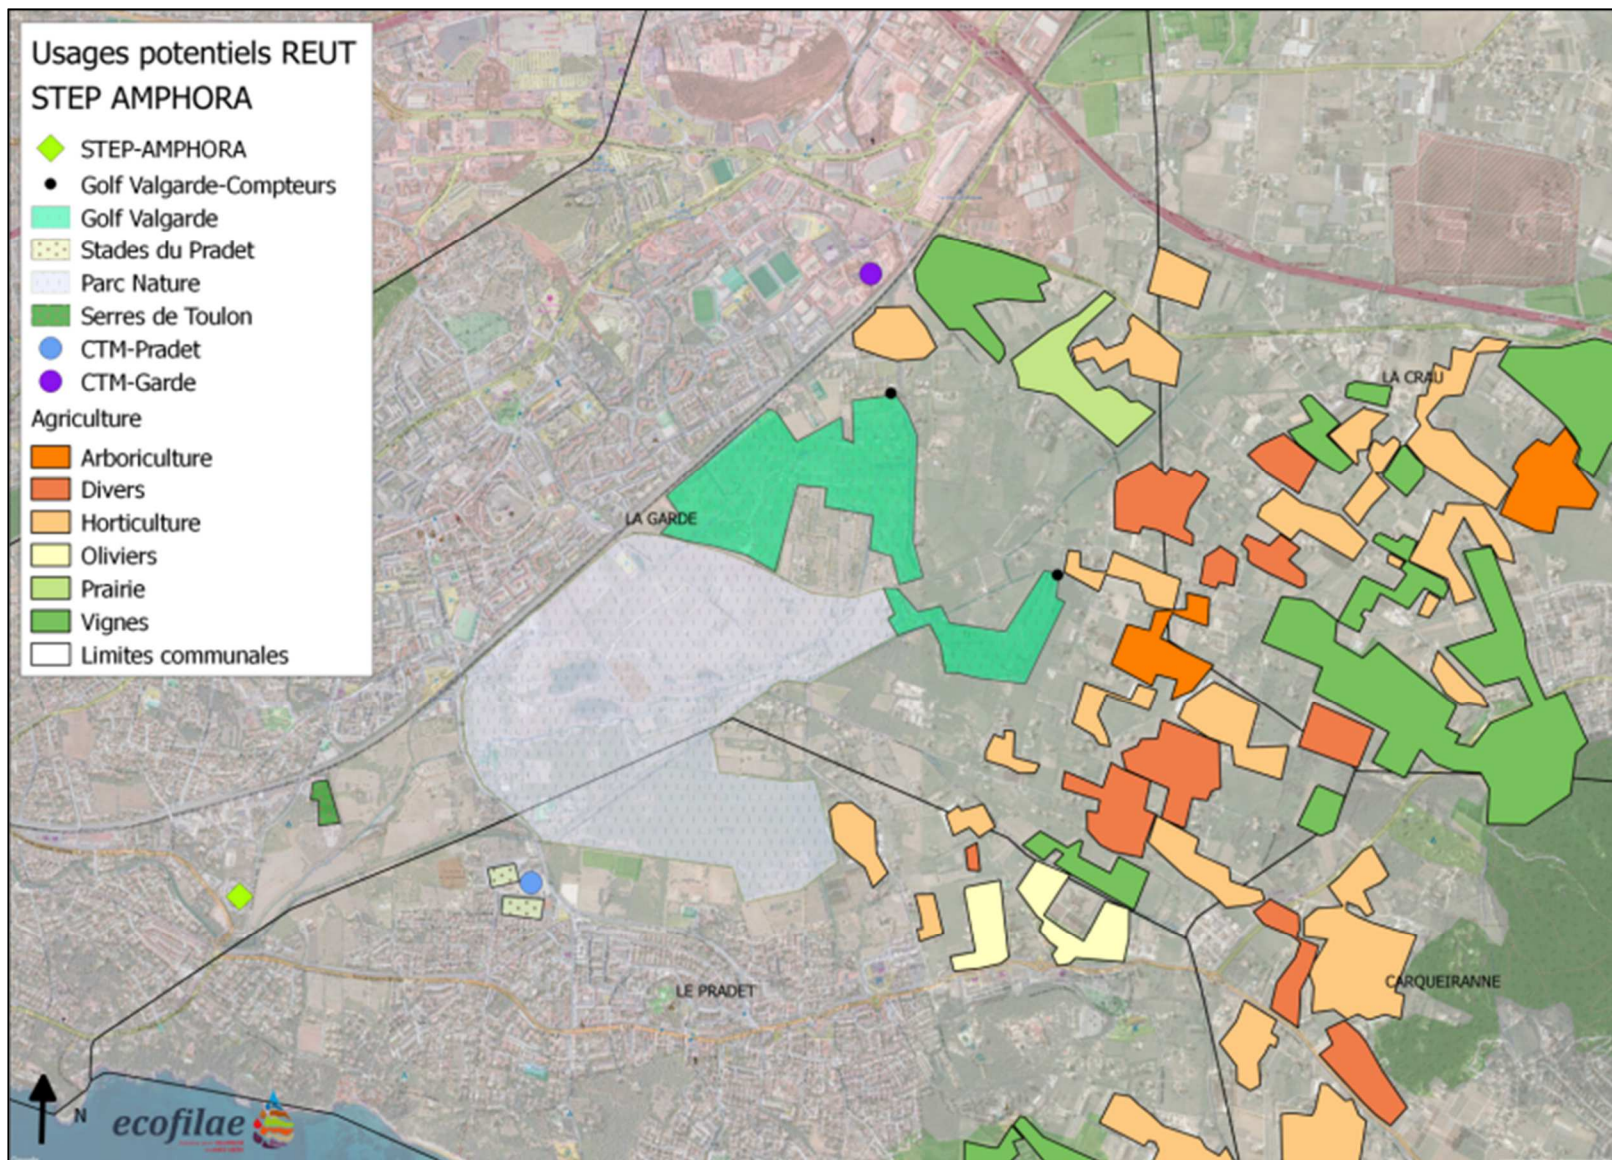 Usages potentiels REUT
STEP AMPHORA
STEP-AMPHORA
Golf Valgarde-Compteurs
Golf Valgarde
Stades du Pradet
Parc Nature
Serres de Toulon
CTM-Pradet
CTM-Garde
Agriculture
Arboriculture
Divers
Horticulture
Oliviers
Prairie
Vignes
Limites communales
LA CRAU
LA GARDE
LE PRADET
CARQUEIRANNE
N
ecofilae